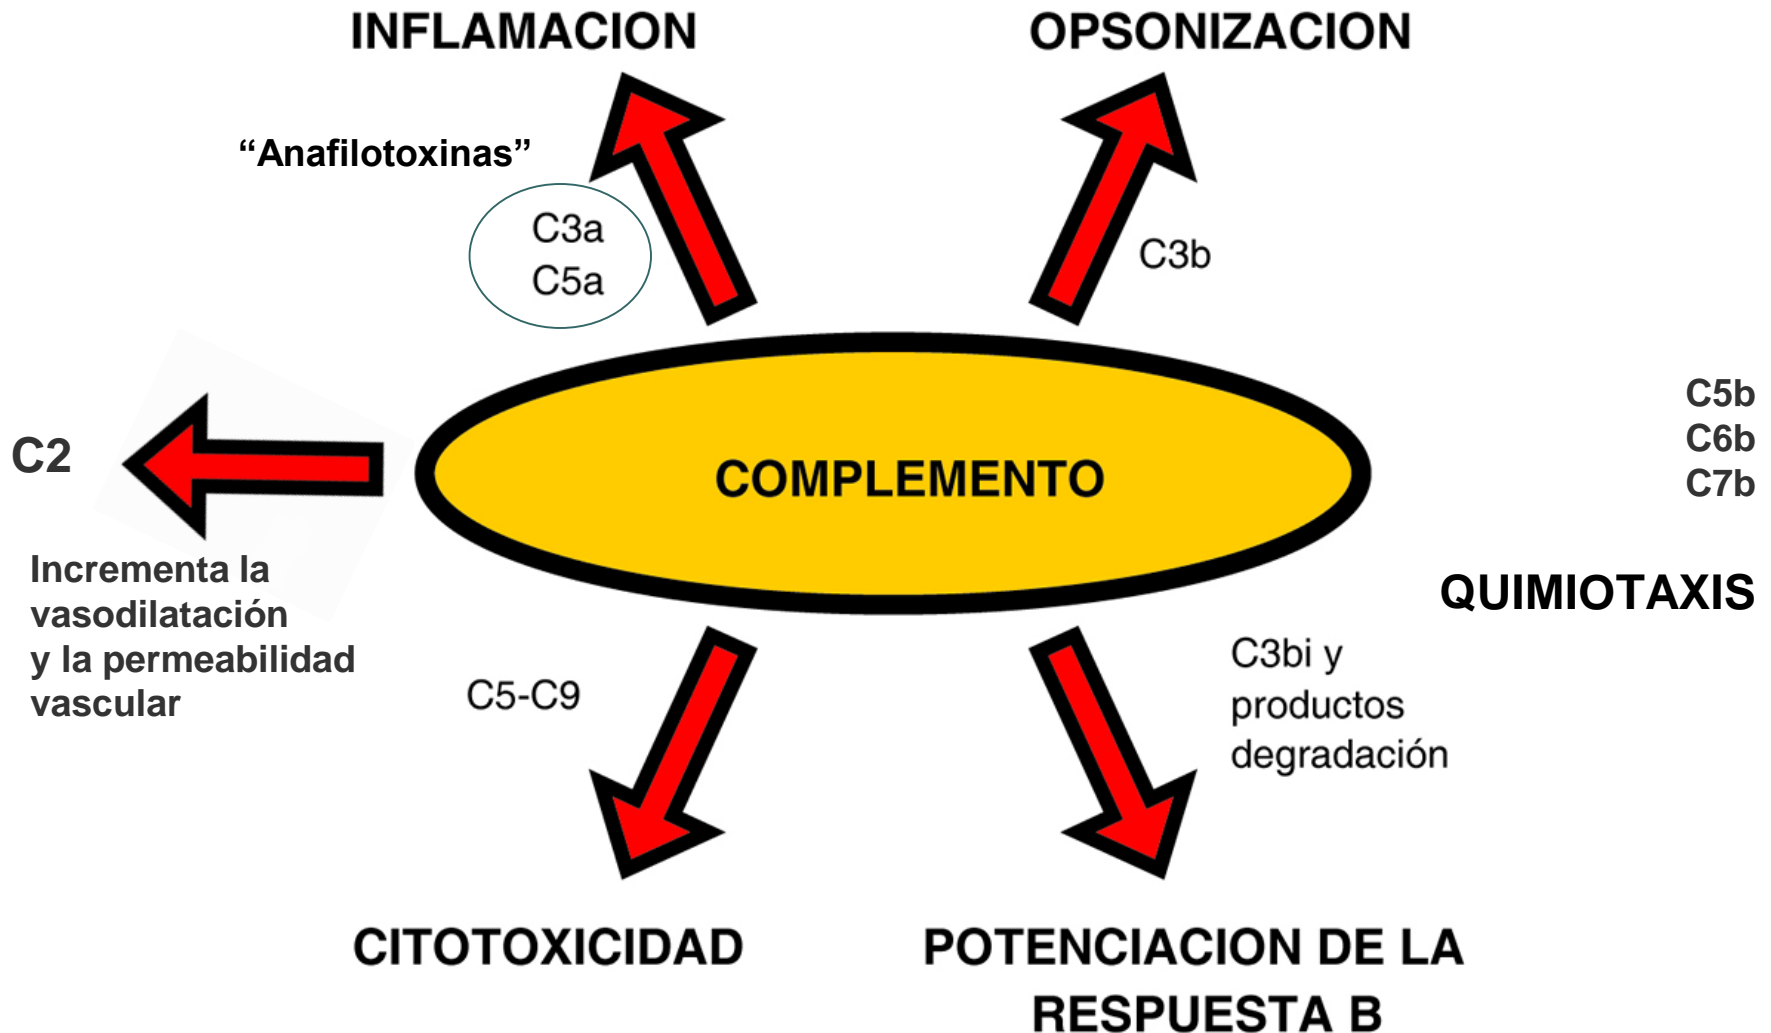 INFLAMACION
OPSONIZACION
“Anafilotoxinas”
C3a
C5a
C3b
C2
Incrementa la
vasodilatación
y la permeabilidad
vascular
COMPLEMENTO
C5b
C6b
C7b
QUIMIOTAXIS
C5-C9
C3bi y
productos
degradación
CITOTOXICIDAD
POTENCIACION DE LA
RESPUESTA B